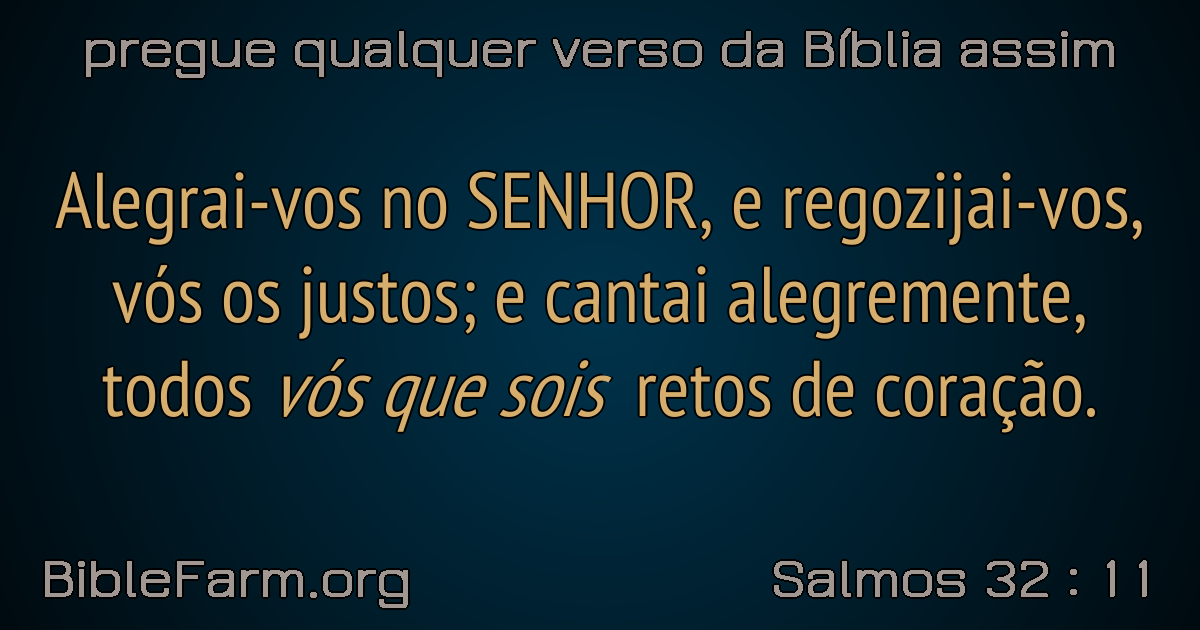 pregue qualquer verso da Bíblia assim
Alegrai-vos no SENHOR, e regozijai-vos,
vós os justos; e cantai alegremente,
todos vós que sois retos de coração.
BibleFarm.org
Salmos 32 : 11